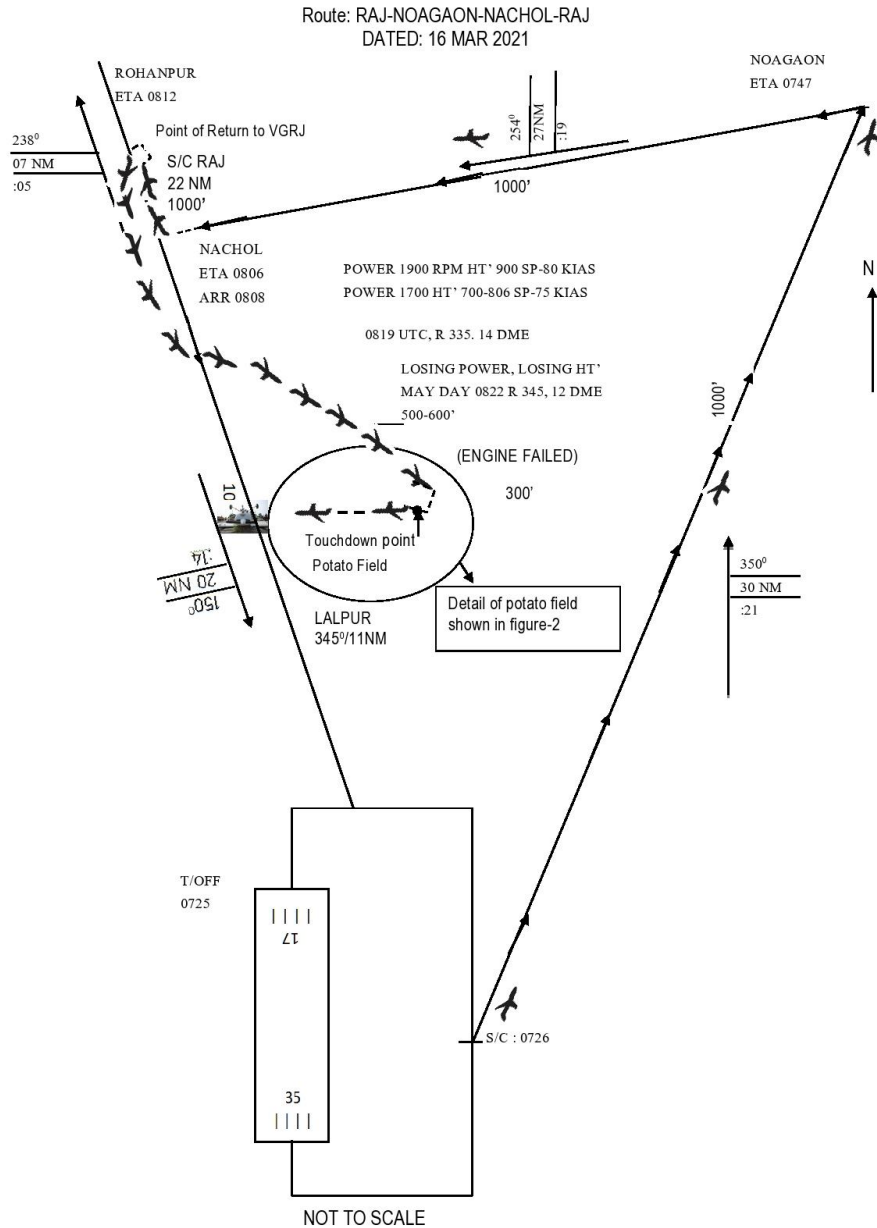 Route: RAJ-NOAGAON-NACHOL-RAJ
DATED: 16 MAR 2021
ROHANPUR
ETA 0812
NOAGAON
ETA 0747
Point of Return to VGRJ
238⁰
07 NM
:05
S/C RAJ
22 NM
1000'
254⁰
27NM
:19
1000'
NACHOL
ETA 0806
ARR 0808
POWER 1900 RPM HT' 900 SP-80 KIAS
POWER 1700 HT' 700-806 SP-75 KIAS
N
0819 UTC, R 335. 14 DME
LOSING POWER, LOSING HT'
MAY DAY 0822 R 345, 12 DME
500-600'
1000'
(ENGINE FAILED)
300'
10
Touchdown point
Potato Field
150⁰
20 NM
:14
350⁰
30 NM
:21
Detail of potato field
shown in figure-2
LALPUR
345⁰/11NM
T/OFF
0725
17
S/C : 0726
35
NOT TO SCALE